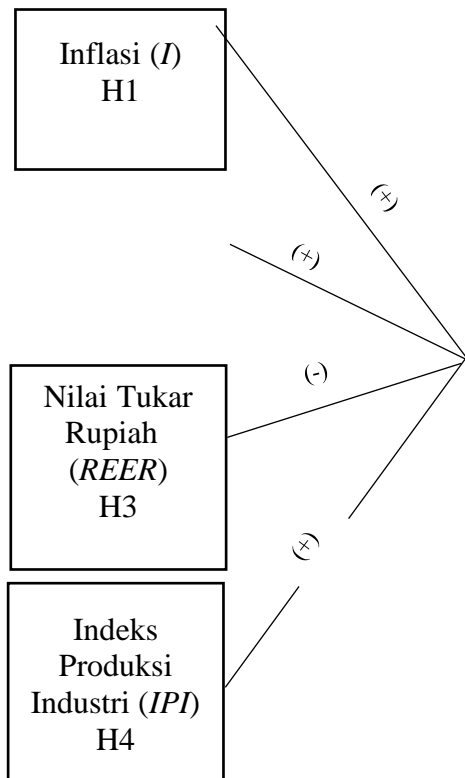 Inflasi (I)
H1
(+)
(+)
(-)
Nilai Tukar
Rupiah
(REER)
H3
(+)
Indeks
Produksi
Industri (IPI)
H4